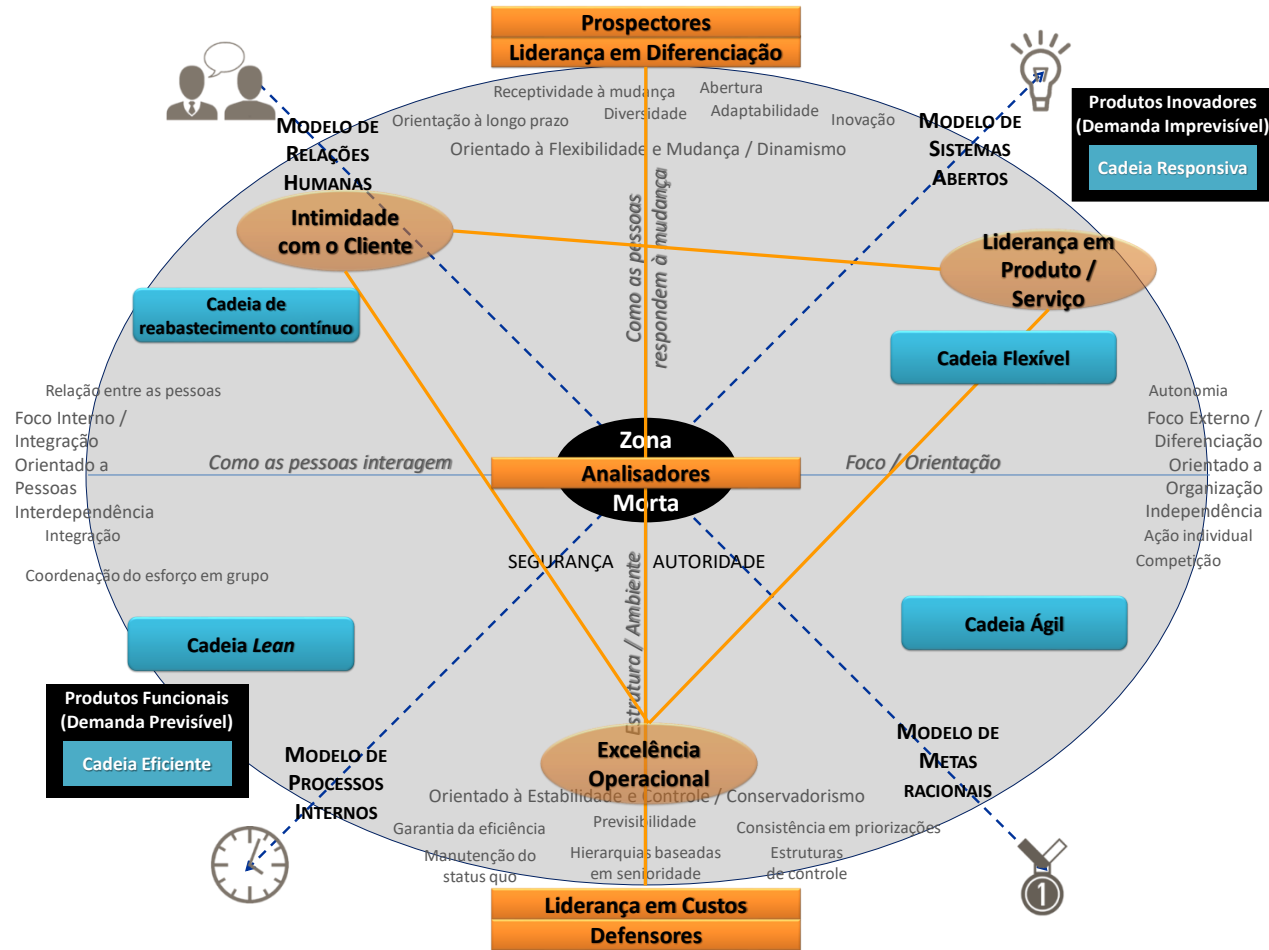 Prospectores
Liderança em Diferenciação
Receptividade à mudança
Abertura
Diversidade
Adaptabilidade
Orientação à longo prazo
Inovação
Orientado à Flexibilidade e Mudança / Dinamismo
MODELO DE
RELAÇÕES
HUMANAS
MODELO DE
SISTEMAS
ABERTOS
Produtos Inovadores
(Demanda Imprevisível)
Cadeia Responsiva
Intimidade
com o Cliente
Como as pessoas
respondem à mudança
Liderança em
Produto /
Serviço
Cadeia de
reabastecimento contínuo
Cadeia Flexível
Relação entre as pessoas
Foco Interno /
Integração
Orientado a
Pessoas
Interdependência
Integração
Coordenação do esforço em grupo
Como as pessoas interagem
Zona
Analisadores
Morta
Foco / Orientação
Autonomia
Foco Externo /
Diferenciação
Orientado a
Organização
Independência
Ação individual
Competição
SEGURANÇA
AUTORIDADE
Estrutura / Ambiente
Cadeia Lean
Cadeia Ágil
Produtos Funcionais
(Demanda Previsível)
Cadeia Eficiente
MODELO DE
PROCESSOS
INTERNOS
Excelência
Operacional
MODELO DE
METAS
RACIONAIS
Orientado à Estabilidade e Controle / Conservadorismo
Garantia da eficiência
Previsibilidade
Consistência em priorizações
Manutenção do
status quo
Hierarquias baseadas
em senioridade
Estruturas
de controle
1
Liderança em Custos
Defensores